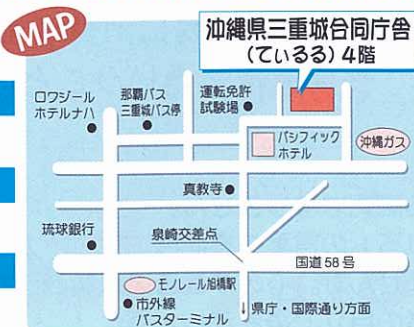 MAP
沖縄県三重城合同庁舎
(てぃるる)4階
ロワジール
ホテルナハ
那覇バス
三重城バス停
運転免許
試験場
パシフィック
ホテル
沖縄ガス
真教寺
琉球銀行
泉崎交差点
国道58号
モノレール旭橋駅
市外線
バスターミナル
↓県庁・国際通り方面